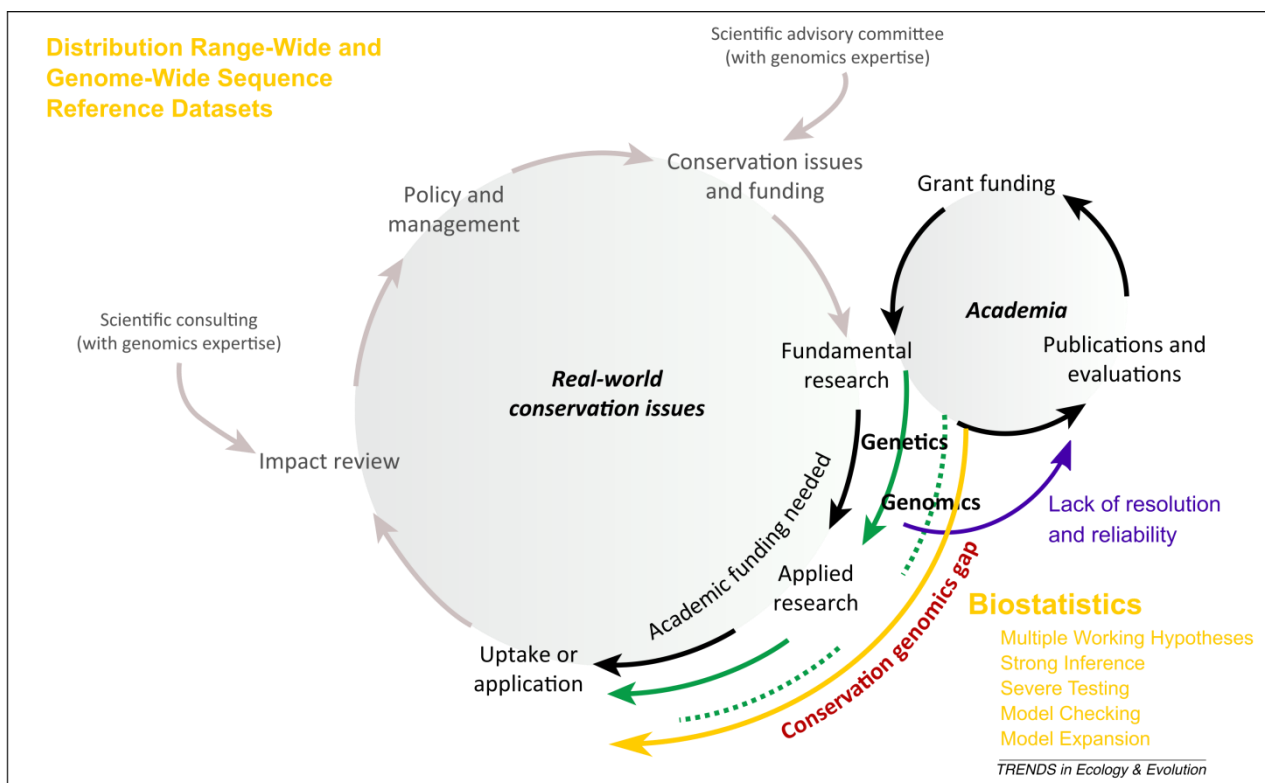 Distribution Range-Wide and
Genome-Wide Sequence
Reference Datasets
Scientific advisory committee
(with genomics expertise)
Conservation issues
and funding
Policy and
management
Grant funding
Scientific consulting
(with genomics expertise)
Academia
Real-world
conservation issues
Fundamental
research
Publications and
evaluations
Impact review
Genetics
Genomics
Lack of resolution
and reliability
Academic funding needed
Applied
research
Conservation genomics gap
Uptake or
application
Biostatistics
Multiple Working Hypotheses
Strong Inference
Severe Testing
Model Checking
Model Expansion
TRENDS in Ecology & Evolution